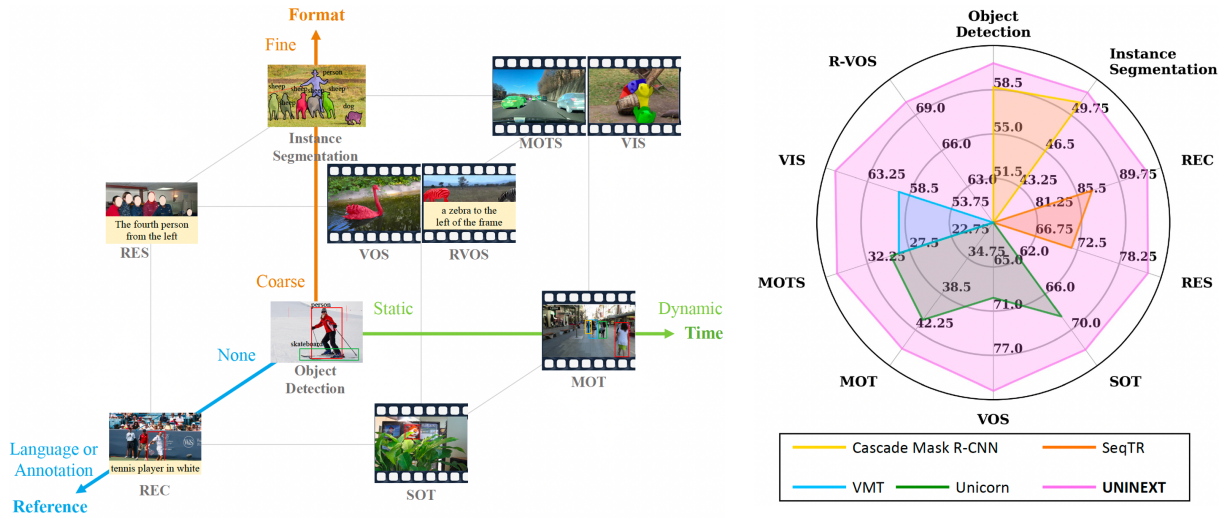 Format
Fine
person
sheep
sheep
sheep
sheep
dog
Instance
Segmentation
MOTS
VIS
The fourth person
from the left
RES
VOS
a zebra to the
left of the frame
RVOS
Coarse
Static
Dynamic
Time
None
person
skateboard
Object
Detection
MOT
Language or
Annotation
Reference
tennis player in white
REC
SOT
Object
Detection
Instance
Segmentation
REC
RES
SOT
VOS
MOT
MOTS
VIS
R-VOS
58.5
55.0
51.5
49.75
46.5
43.25
89.75
85.5
81.25
78.25
72.5
66.75
70.0
66.0
62.0
77.0
71.0
65.0
42.25
38.5
34.75
32.25
27.5
22.75
63.25
58.5
53.75
69.0
66.0
63.0
Cascade Mask R-CNN
SeqTR
VMT
Unicorn
UNINEXT